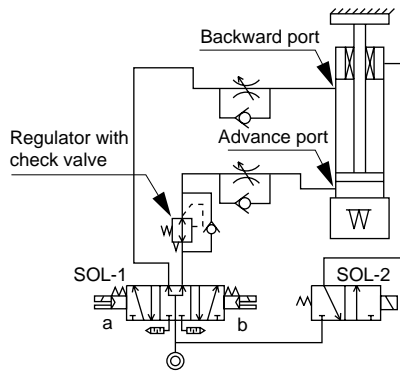 Backward port
Advance port
Regulator with
check valve
W
SOL-1
SOL-2
a
b